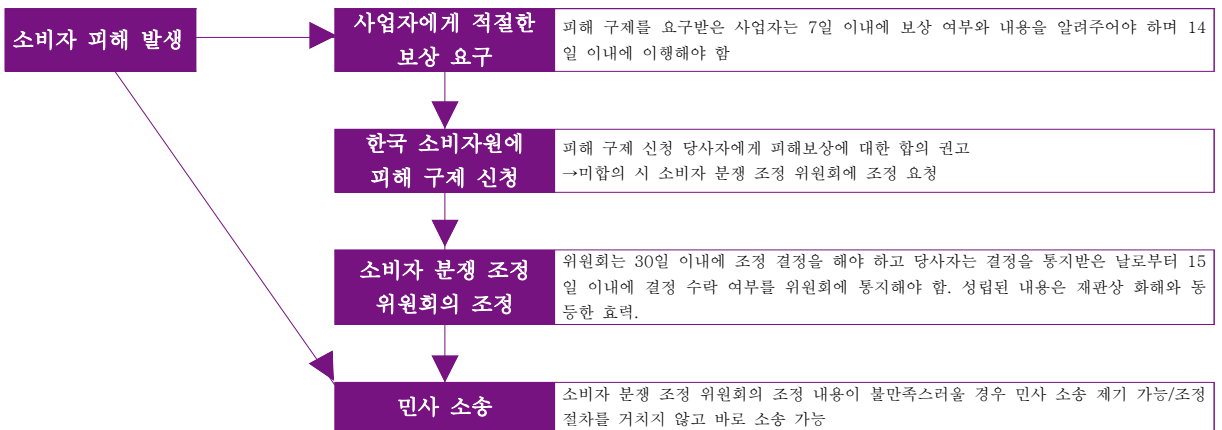 소비자 피해 발생
사업자에게 적절한
보상 요구
피해 구제를 요구받은 사업자는 7일 이내에 보상 여부와 내용을 알려주어야 하며 14
일 이내에 이행해야 함
한국 소비자원에
피해 구제 신청
피해 구제 신청 당사자에게 피해보상에 대한 합의 권고
→미합의 시 소비자 분쟁 조정 위원회에 조정 요청
소비자 분쟁 조정
위원회의 조정
위원회는 30일 이내에 조정 결정을 해야 하고 당사자는 결정을 통지받은 날로부터 15
일 이내에 결정 수락 여부를 위원회에 통지해야 함. 성립된 내용은 재판상 화해와 동
등한 효력.
민사 소송
소비자 분쟁 조정 위원회의 조정 내용이 불만족스러울 경우 민사 소송 제기 가능/조정
절차를 거치지 않고 바로 소송 가능